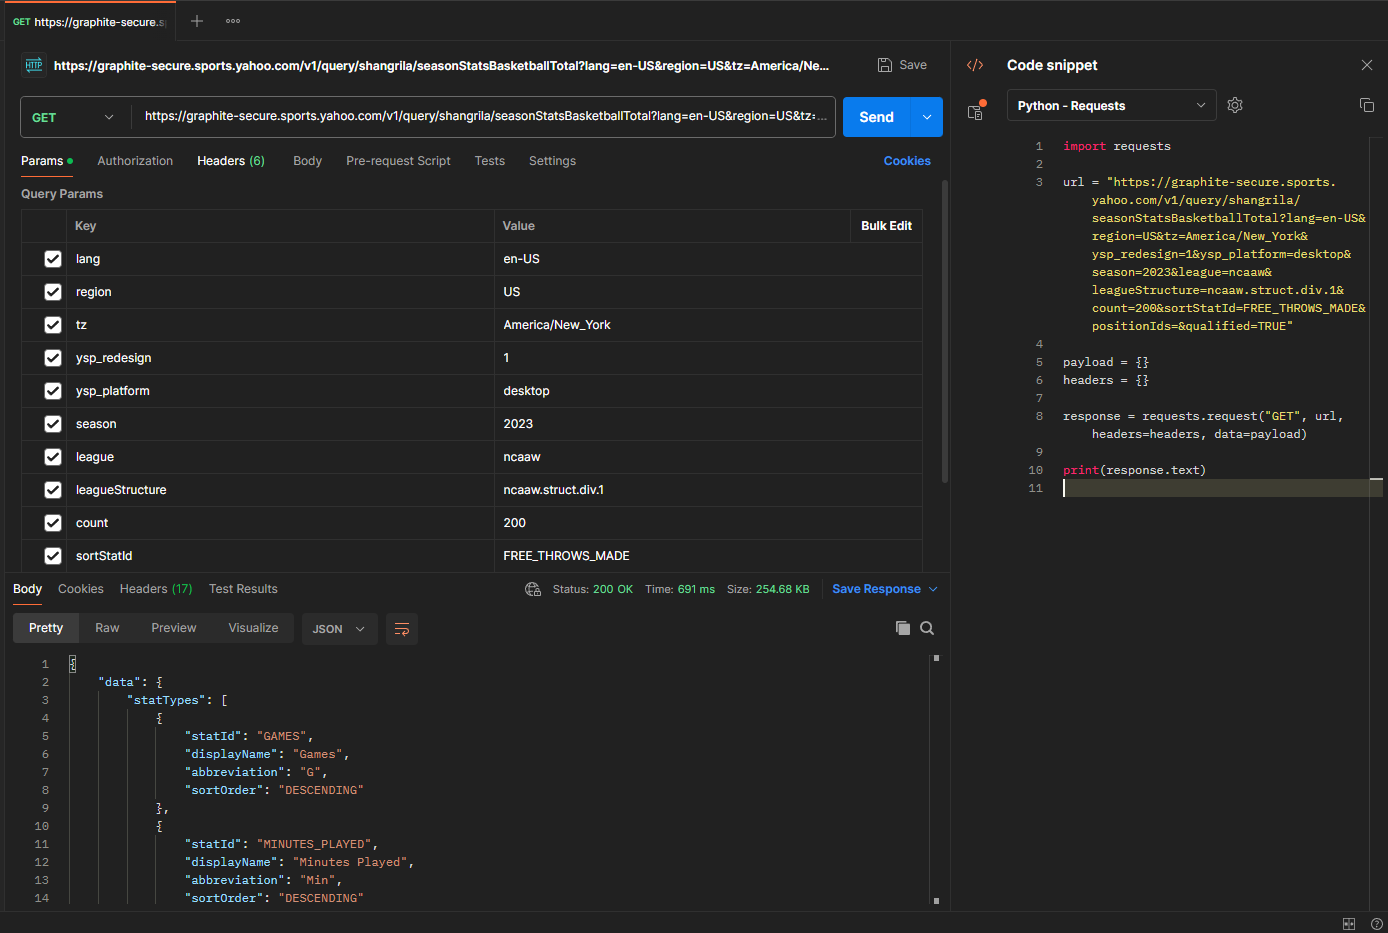 GET https://graphite-secure.s
HTTP https://graphite-secure.sports.yahoo.com/v1/query/shangrila/seasonStatsBasketballTotal?lang=en-US&region=US&tz=America/Ne...
Save
GET
https://graphite-secure.sports.yahoo.com/v1/query/shangrila/seasonStatsBasketballTotal?lang=en-US&region=US&tz=...
Send
Params Authorization Headers (6) Body Pre-request Script Tests Settings Cookies
Query Params
Key Value Bulk Edit
lang en-US
region US
tz America/New_York
ysp_redesign 1
ysp_platform desktop
season 2023
league ncaaw
leagueStructure ncaaw.struct.div.1
count 200
sortStatId FREE_THROWS_MADE
Body Cookies Headers (17) Test Results Status: 200 OK Time: 691 ms Size: 254.68 KB Save Response
Pretty Raw Preview Visualize JSON
1 {
2 "data": {
3 "statTypes": [
4 {
5 "statId": "GAMES",
6 "displayName": "Games",
7 "abbreviation": "G",
8 "sortOrder": "DESCENDING"
9 },
10 {
11 "statId": "MINUTES_PLAYED",
12 "displayName": "Minutes Played",
13 "abbreviation": "Min",
14 "sortOrder": "DESCENDING"
</> Code snippet
Python - Requests
1 import requests
2
3 url = "https://graphite-secure.sports.
yahoo.com/v1/query/shangrila/
seasonStatsBasketballTotal?lang=en-US&
region=US&tz=America/New_York&
ysp_redesign=1&ysp_platform=desktop&
season=2023&league=ncaaw&
leagueStructure=ncaaw.struct.div.1&
count=200&sortStatId=FREE_THROWS_MADE&
positionIds=&qualified=TRUE"
4
5 payload = {}
6 headers = {}
7
8 response = requests.request("GET", url,
headers=headers, data=payload)
9
10 print(response.text)
11